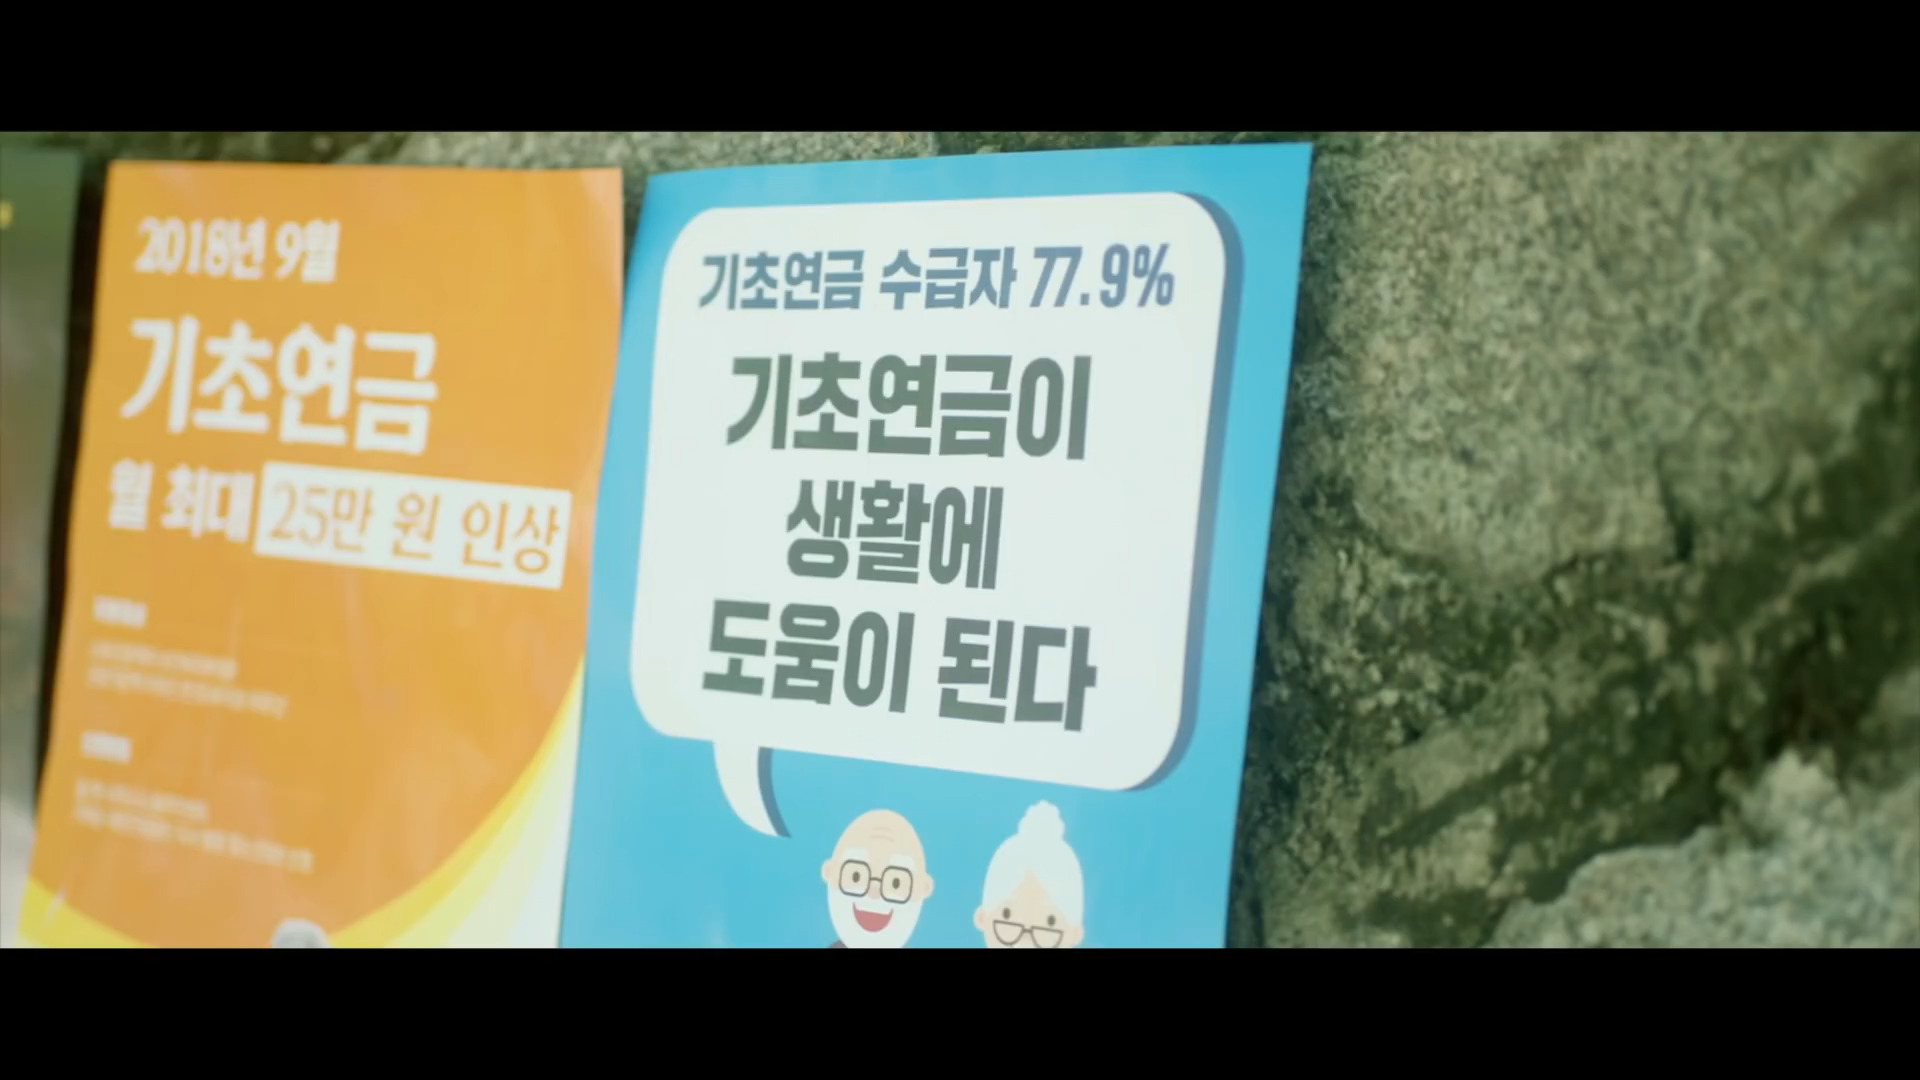 2018년 9월
기초연금
월 최대 25만 원 인상
기초연금 수급자 77.9%
기초연금이
생활에
도움이 된다